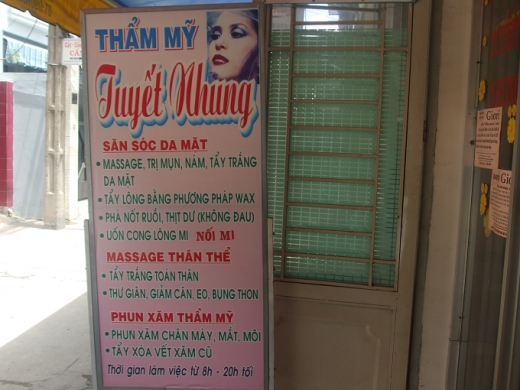 THẨM MỸ
Tuyết Nhung
SĂN SÓC DA MẶT
• MASSAGE, TRỊ MỤN, NÁM, TẨY TRẮNG
DA MẶT
• TẨY LÔNG BẰNG PHƯƠNG PHÁP WAX
• PHÁ NỐT RUỒI, THỊT DƯ (KHÔNG ĐAU)
• UỐN CONG LÔNG MI NỐI MI
MASSAGE THÂN THỂ
• TẨY TRẮNG TOÀN THÂN
• THƯ GIÃN, GIẢM CÂN, EO, BỤNG THON
PHUN XĂM THẨM MỸ
• PHUN XĂM CHÂN MÀY, MẮT, MÔI
• TẨY XÓA VẾT XĂM CŨ
Thời gian làm việc từ 8h - 20h tối